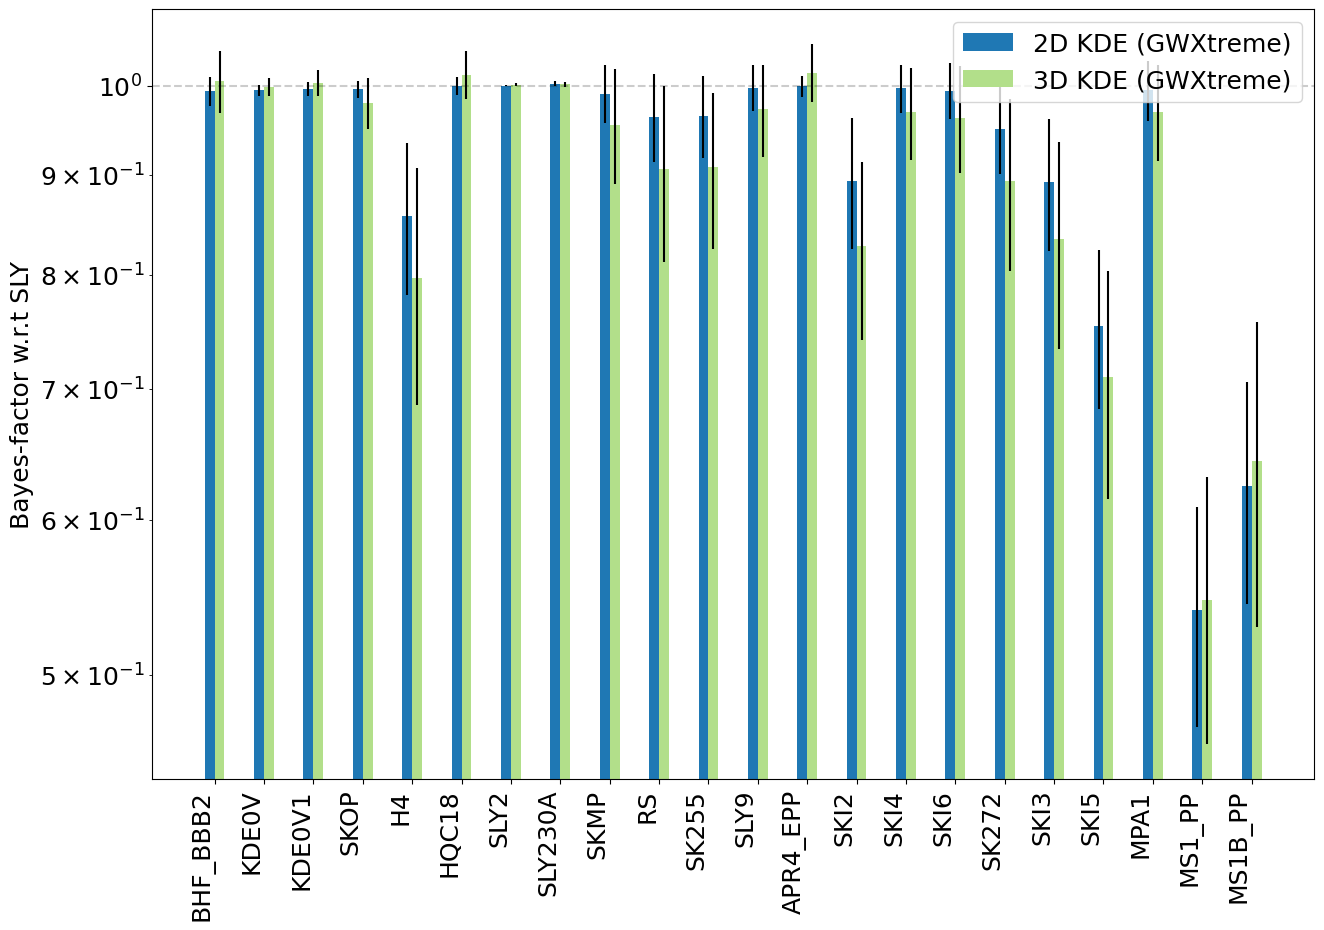 2D KDE (GWXtreme)
3D KDE (GWXtreme)
Bayes-factor w.r.t SLY
10⁰
9 × 10⁻¹
8 × 10⁻¹
7 × 10⁻¹
6 × 10⁻¹
5 × 10⁻¹
BHF_BBB2
KDE0V
KDE0V1
SKOP
H4
HQC18
SLY2
SLY230A
SKMP
RS
SK255
SLY9
APR4_EPP
SKI2
SKI4
SKI6
SK272
SKI3
SKI5
MPA1
MS1_PP
MS1B_PP